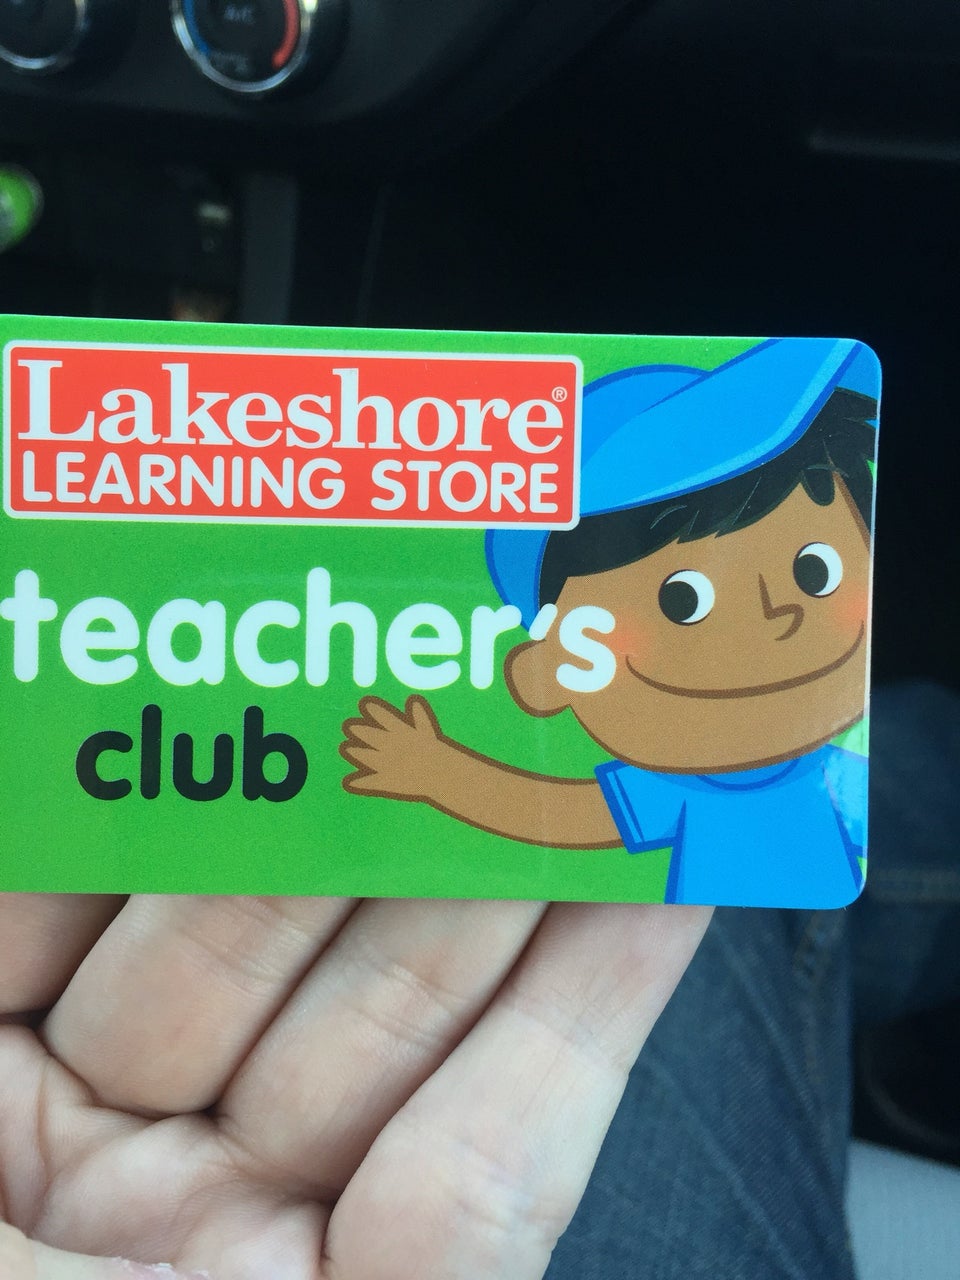 A/C
Lakeshore®
LEARNING STORE
teacher's
club